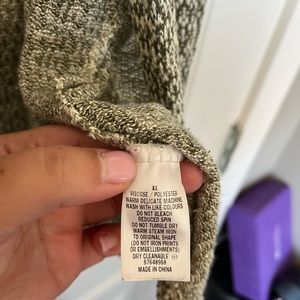 XL
VISCOSE / POLYESTER
WARM DELICATE MACHINE
WASH WITH LIKE COLOURS
DO NOT BLEACH
REDUCED SPIN
DO NOT TUMBLE DRY
WARM STEAM IRON
TO ORIGINAL SHAPE
(DO NOT IRON PRINTS
OR EMBELLISHMENTS)
DRY CLEANABLE Ⓐ
67648968
MADE IN CHINA